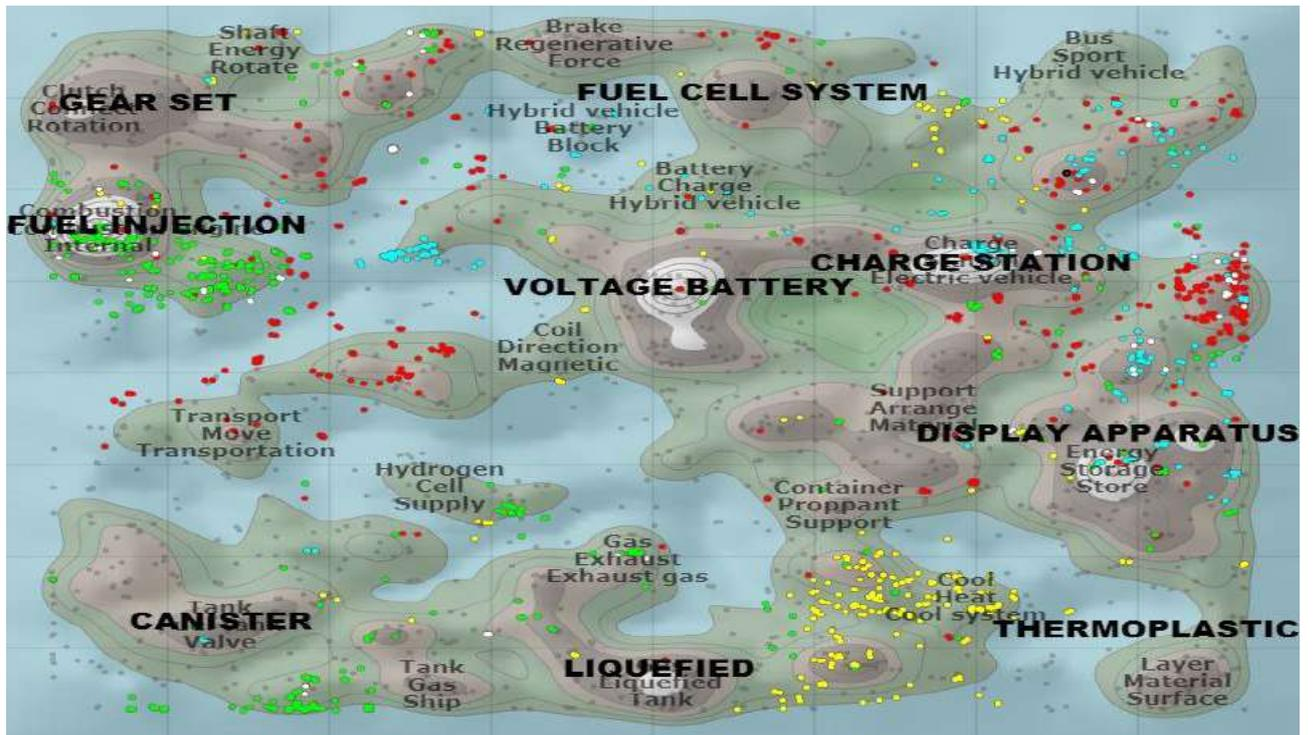 Shaft
Energy
Rotate
Brake
Regenerative
Force
Bus
Sport
Hybrid vehicle
Clutch
Connect
Rotation
GEAR SET
FUEL CELL SYSTEM
Hybrid vehicle
Battery
Block
Battery
Charge
Hybrid vehicle
Combustion
FUEL INJECTION
Internal
Charge
CHARGE STATION
Electric vehicle
VOLTAGE BATTERY
Coil
Direction
Magnetic
Support
Arrange
Material
Transport
Move
Transportation
DISPLAY APPARATUS
Energy
Storage
Store
Hydrogen
Cell
Supply
Container
Proppant
Support
Gas
Exhaust
Exhaust gas
Cool
Heat
Cool system
Tank
CANISTER
Valve
THERMOPLASTIC
Tank
Gas
Ship
LIQUEFIED
Liquefied
Tank
Layer
Material
Surface